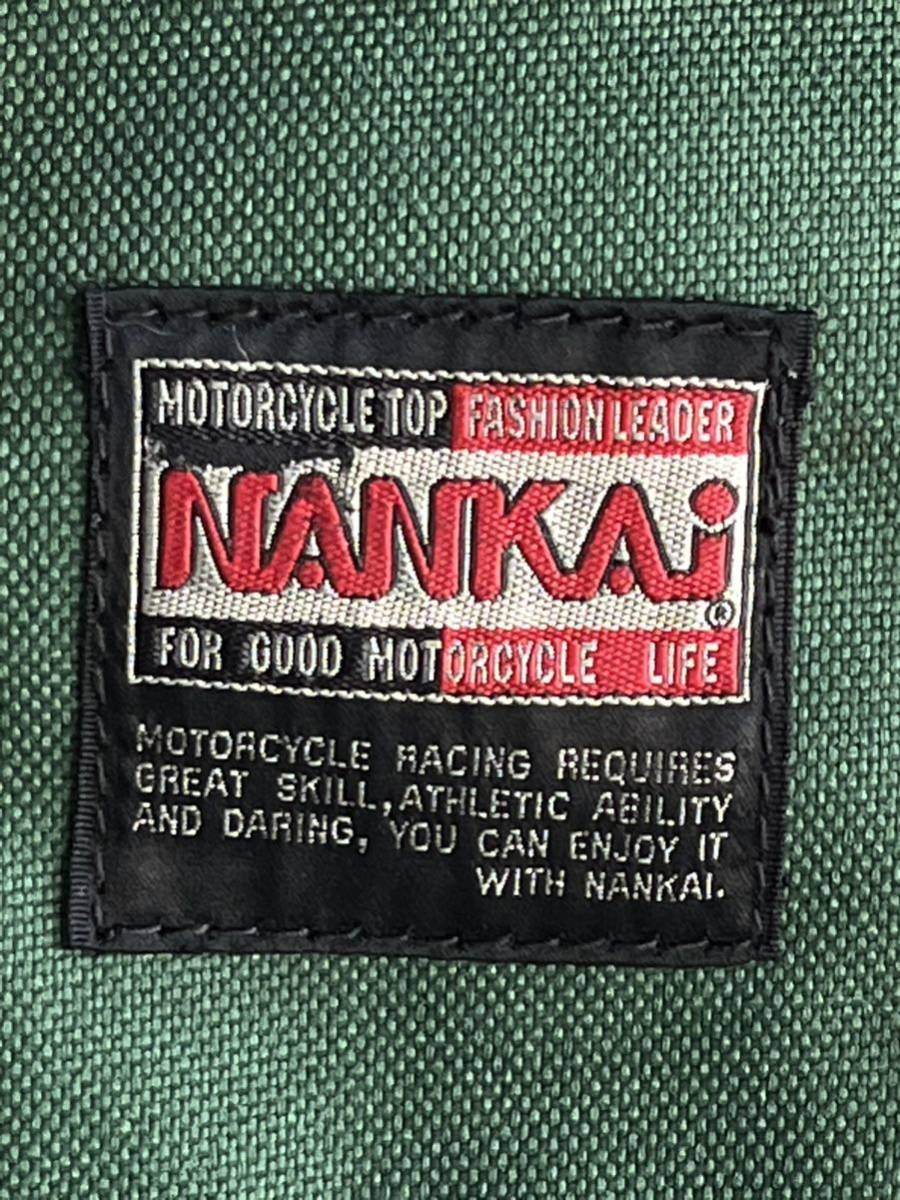 MOTORCYCLE TOP FASHION LEADER
NANKAi®
FOR GOOD MOTORCYCLE LIFE
MOTORCYCLE RACING REQUIRES
GREAT SKILL, ATHLETIC ABILITY
AND DARING, YOU CAN ENJOY IT
WITH NANKAI.